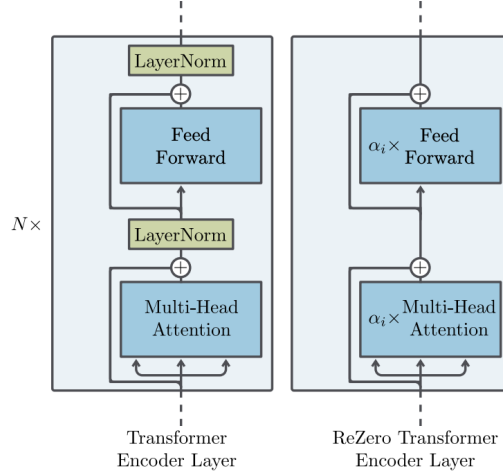 LayerNorm
Feed
Forward
N×
LayerNorm
Multi-Head
Attention
Transformer
Encoder Layer
αᵢ× Feed
Forward
αᵢ× Multi-Head
Attention
ReZero Transformer
Encoder Layer